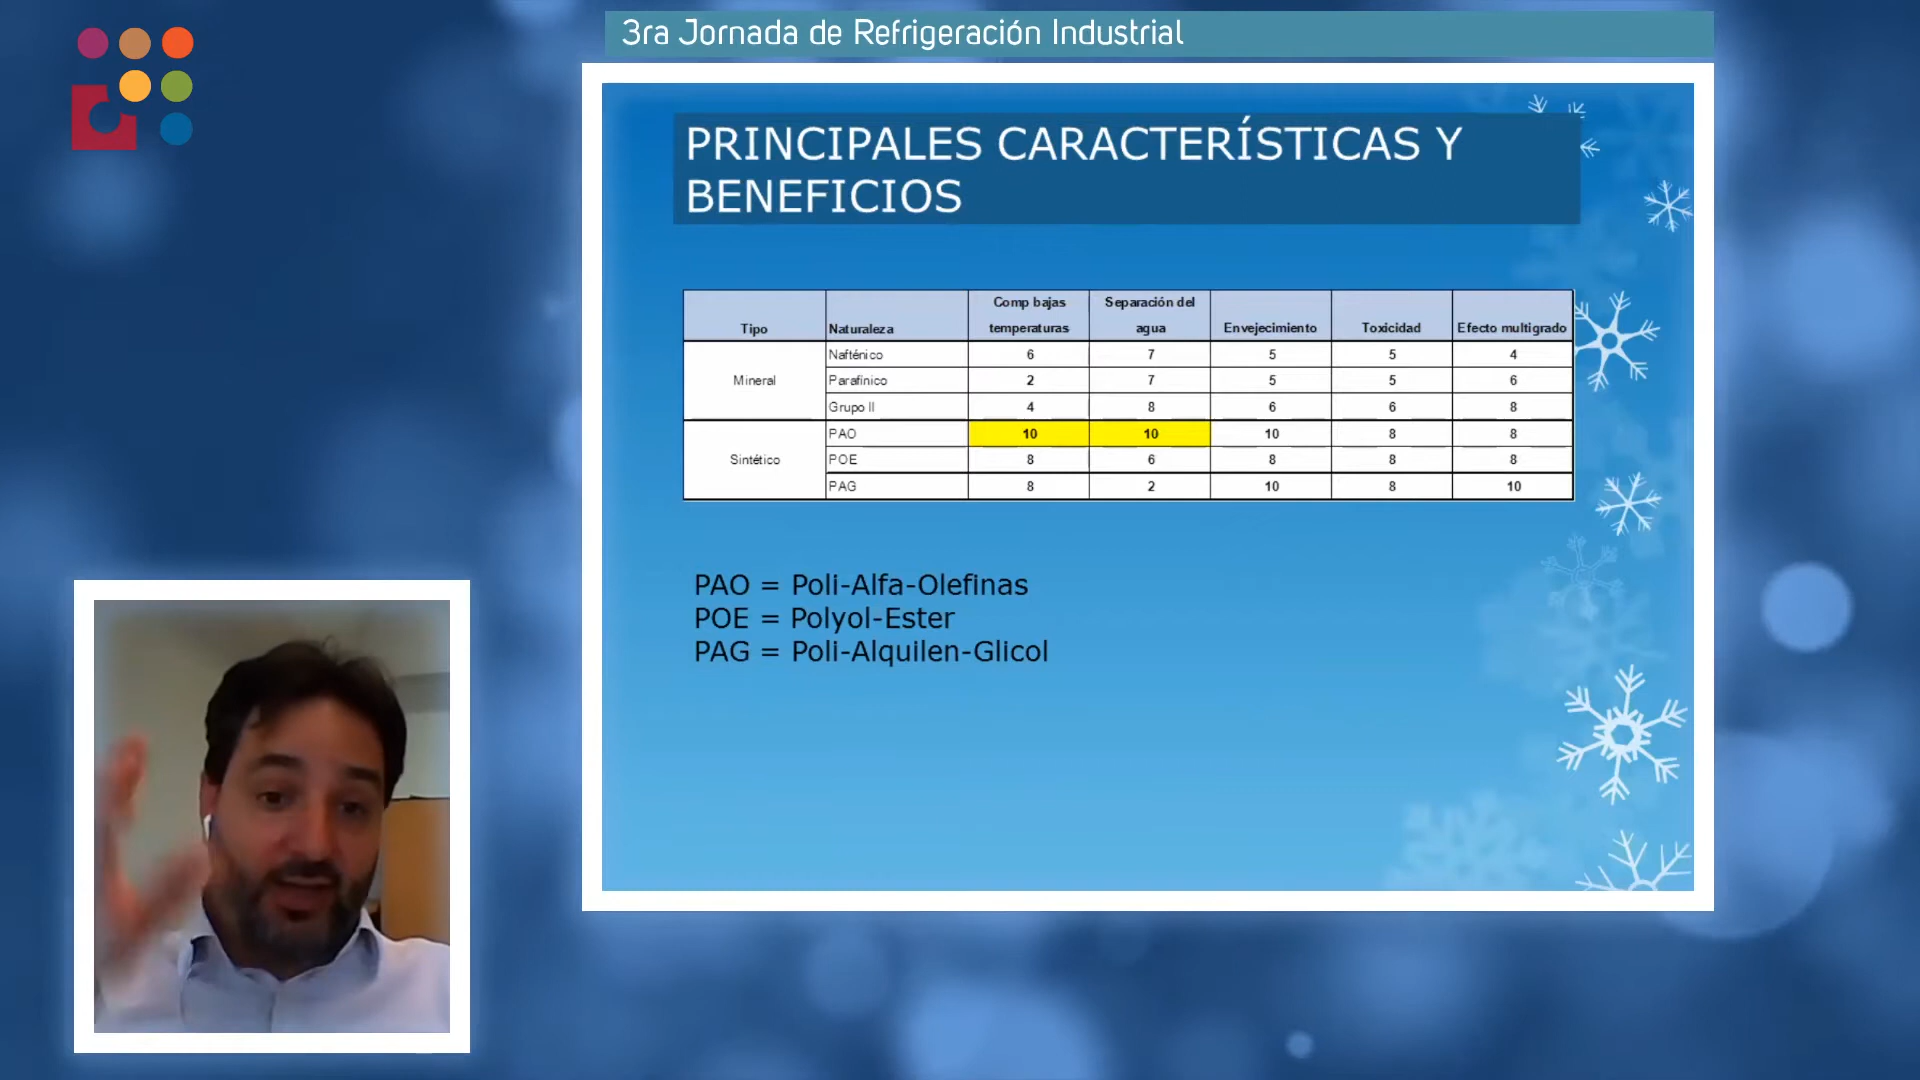 3ra Jornada de Refrigeración Industrial
PRINCIPALES CARACTERÍSTICAS Y
BENEFICIOS
Tipo Naturaleza Comp bajas temperaturas Separación del agua Envejecimiento Toxicidad Efecto multigrado
Mineral Nafténico 6 7 5 5 4
Parafínico 2 7 5 5 6
Grupo II 4 8 6 6 8
Sintético PAO 10 10 10 8 8
POE 8 6 8 8 8
PAG 8 2 10 8 10
PAO = Poli-Alfa-Olefinas
POE = Polyol-Ester
PAG = Poli-Alquilen-Glicol